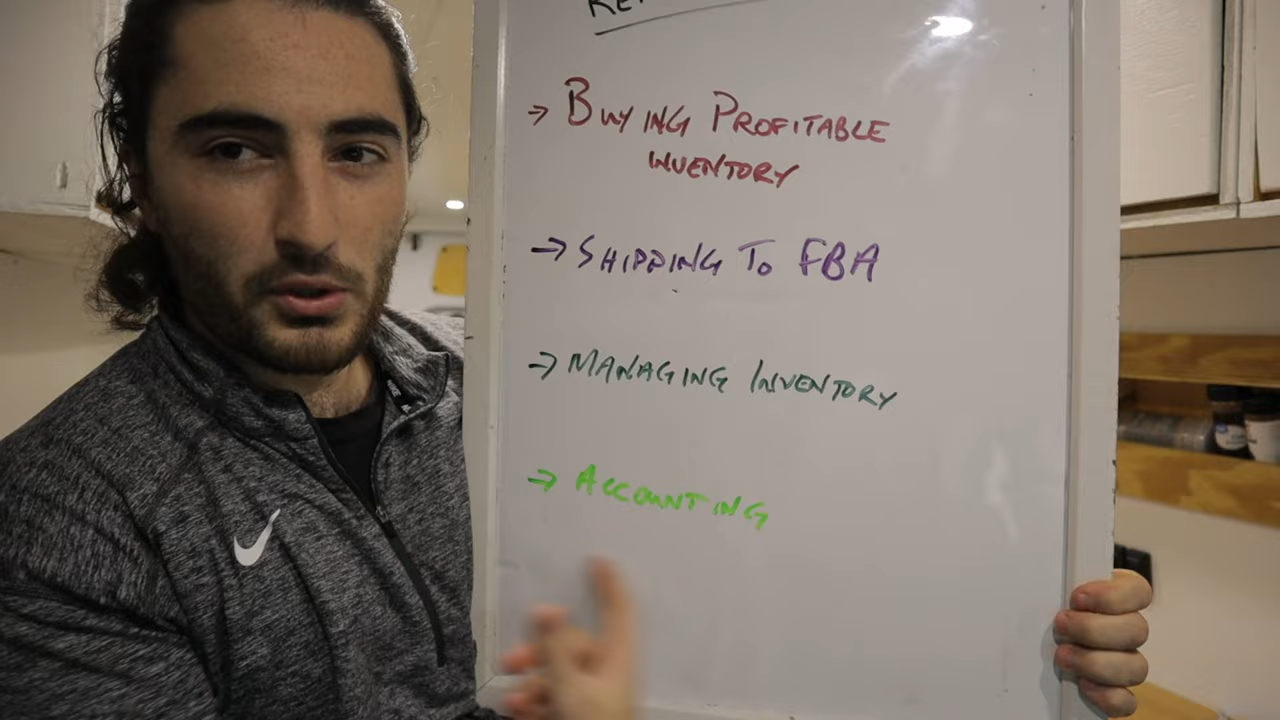 → BUYING PROFITABLE
INVENTORY
→ SHIPPING TO FBA
→ MANAGING INVENTORY
→ ACCOUNTING